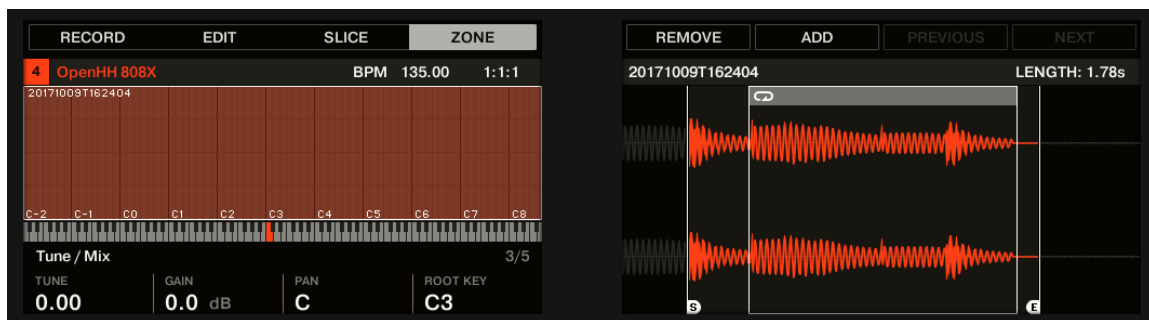 RECORD EDIT SLICE ZONE
4 OpenHH 808X BPM 135.00 1:1:1
20171009T162404
C-2 C-1 C0 C1 C2 C3 C4 C5 C6 C7 C8
Tune / Mix 3/5
TUNE GAIN PAN ROOT KEY
0.00 0.0 dB C C3
REMOVE ADD PREVIOUS NEXT
20171009T162404 LENGTH: 1.78s
S E